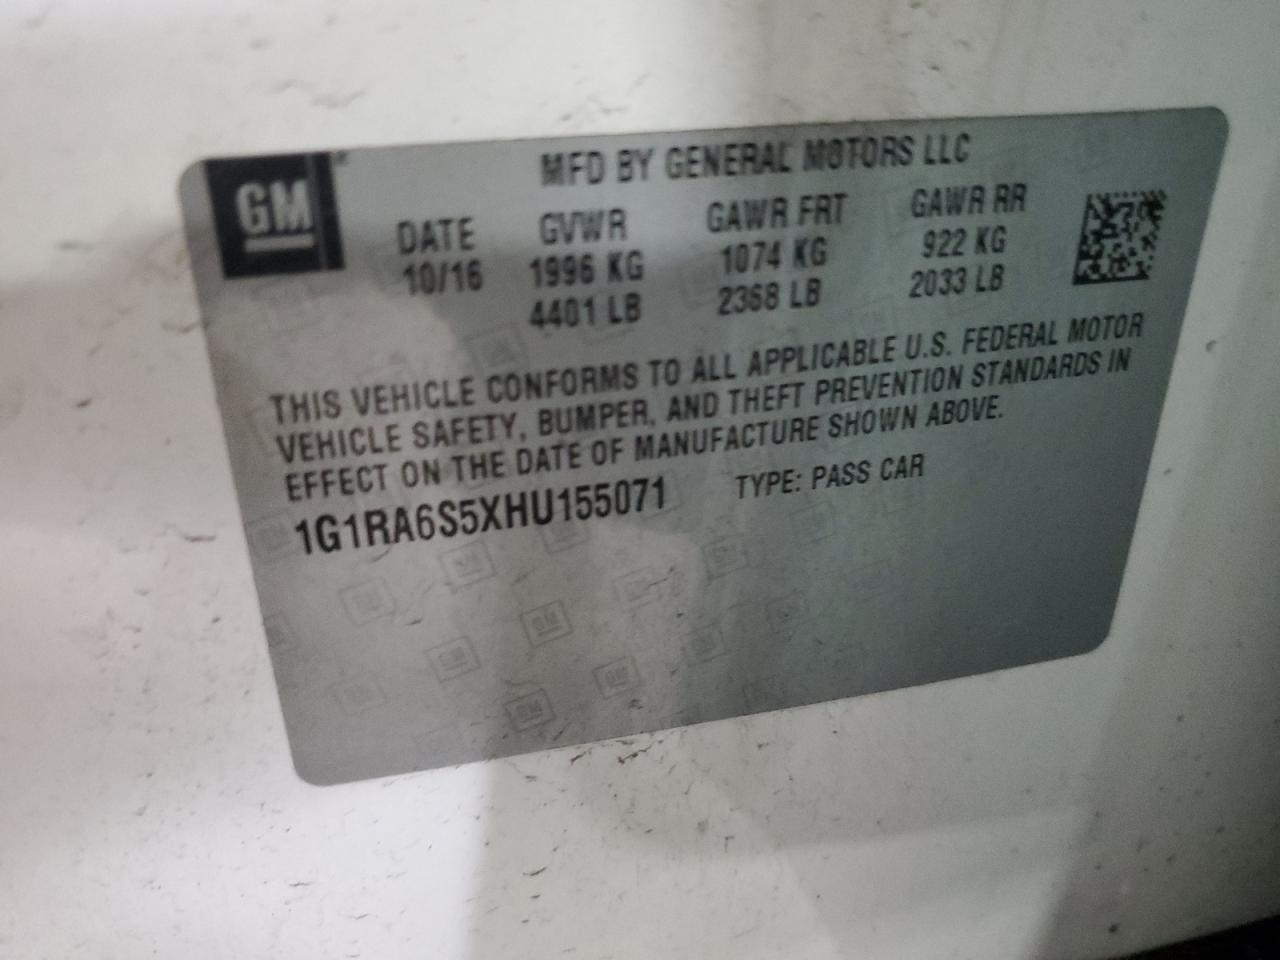 GM
MFD BY GENERAL MOTORS LLC
DATE GVWR GAWR FRT GAWR RR
10/16 1996 KG 1074 KG 922 KG
4401 LB 2368 LB 2033 LB
THIS VEHICLE CONFORMS TO ALL APPLICABLE U.S. FEDERAL MOTOR
VEHICLE SAFETY, BUMPER, AND THEFT PREVENTION STANDARDS IN
EFFECT ON THE DATE OF MANUFACTURE SHOWN ABOVE.
1G1RA6S5XHU155071 TYPE: PASS CAR